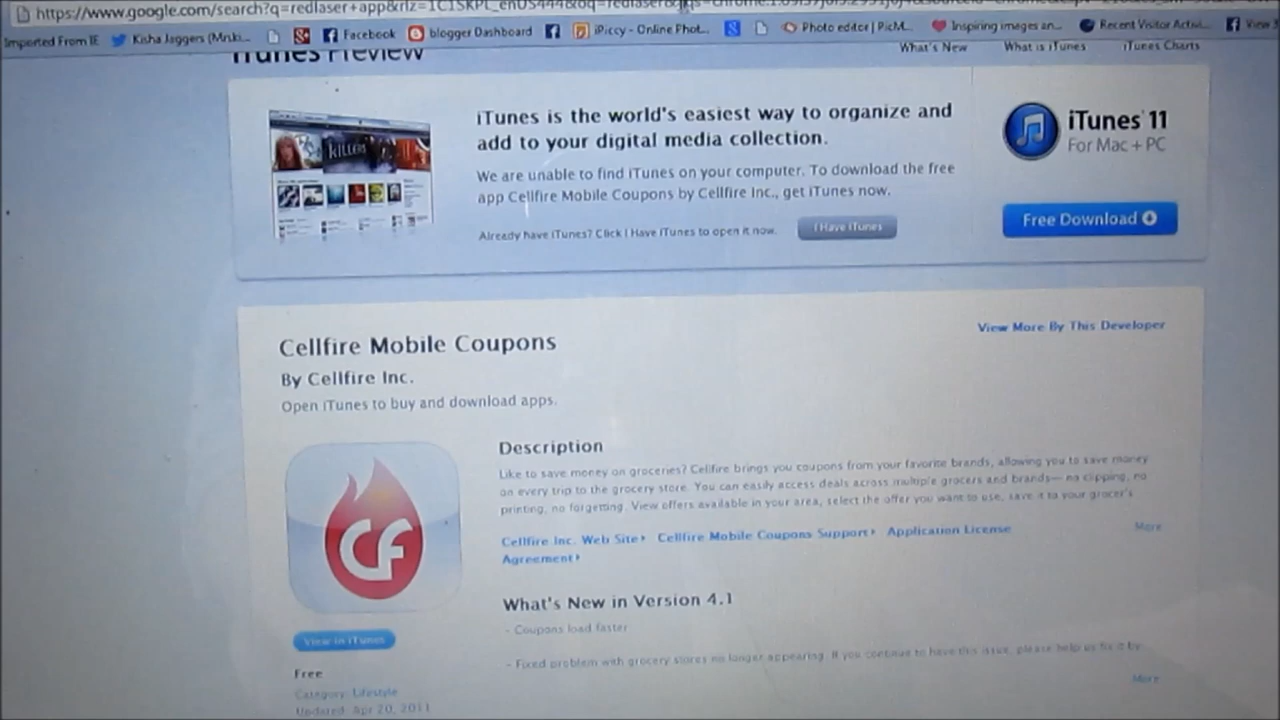 https://www.google.com/search?q=redlaser+app&rlz=1C1SKPL_enUS444&oq=redlaser
Imported From IE Kisha Jaggers (Mrski... Facebook blogger Dashboard iPiccy - Online Phot... Photo editor | PicM... Inspiring images an... Recent Visitor Activi... View
iTunes Preview What's New What is iTunes iTunes Charts
iTunes is the world's easiest way to organize and
add to your digital media collection.
We are unable to find iTunes on your computer. To download the free
app Cellfire Mobile Coupons by Cellfire Inc., get iTunes now.
Already have iTunes? Click I Have iTunes to open it now. I Have iTunes
iTunes 11
For Mac + PC
Free Download
KILLERS
Cellfire Mobile Coupons
View More By This Developer
By Cellfire Inc.
Open iTunes to buy and download apps.
CF
Description
Like to save money on groceries? Cellfire brings you coupons from your favorite brands, allowing you to save money
on every trip to the grocery store. You can easily access deals across multiple grocers and brands— no clipping, no
printing, no forgetting. View offers available in your area, select the offer you want to use, save it to your grocer's
More
Cellfire Inc. Web Site Cellfire Mobile Coupons Support Application License
Agreement
What's New in Version 4.1
- Coupons load faster
- Fixed problem with grocery stores no longer appearing. If you continue to have this issue, please help us fix it by
More
View in iTunes
Free
Category: Lifestyle
Updated: Apr 20, 2011